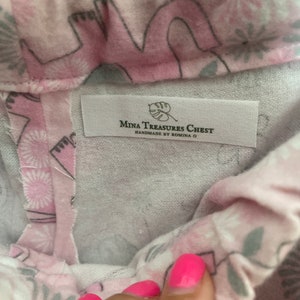 MINA TREASURES CHEST
HANDMADE BY ROMINA G